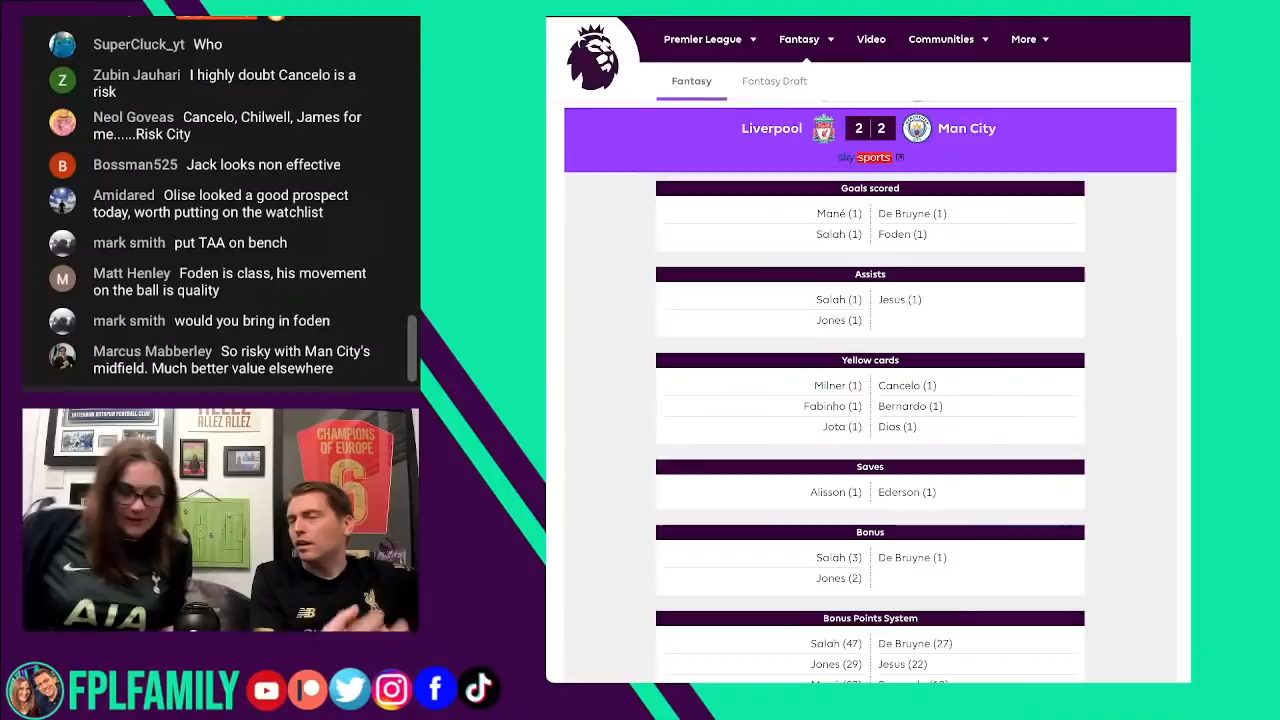 SuperCluck_yt Who
Zubin Jauhari I highly doubt Cancelo is a
risk
Z
Neol Goveas Cancelo, Chilwell, James for
me......Risk City
B
Bossman525 Jack looks non effective
Amidared Olise looked a good prospect
today, worth putting on the watchlist
mark smith put TAA on bench
M
Matt Henley Foden is class, his movement
on the ball is quality
mark smith would you bring in foden
Marcus Mabberley So risky with Man City's
midfield. Much better value elsewhere
TOTTENHAM HOTSPUR FOOTBALL CLUB
ALLEZ
ALLEZ ALLEZ
CHAMPIONS
OF EUROPE
6
AIA
NB
FPLFAMILY
Premier League Fantasy Video Communities More
Fantasy Fantasy Draft
Liverpool 2 2 Man City
sky sports
Goals scored
Mané (1) De Bruyne (1)
Salah (1) Foden (1)
Assists
Salah (1) Jesus (1)
Jones (1)
Yellow cards
Milner (1) Cancelo (1)
Fabinho (1) Bernardo (1)
Jota (1) Dias (1)
Saves
Alisson (1) Ederson (1)
Bonus
Salah (3) De Bruyne (1)
Jones (2)
Bonus Points System
Salah (47) De Bruyne (27)
Jones (29) Jesus (22)